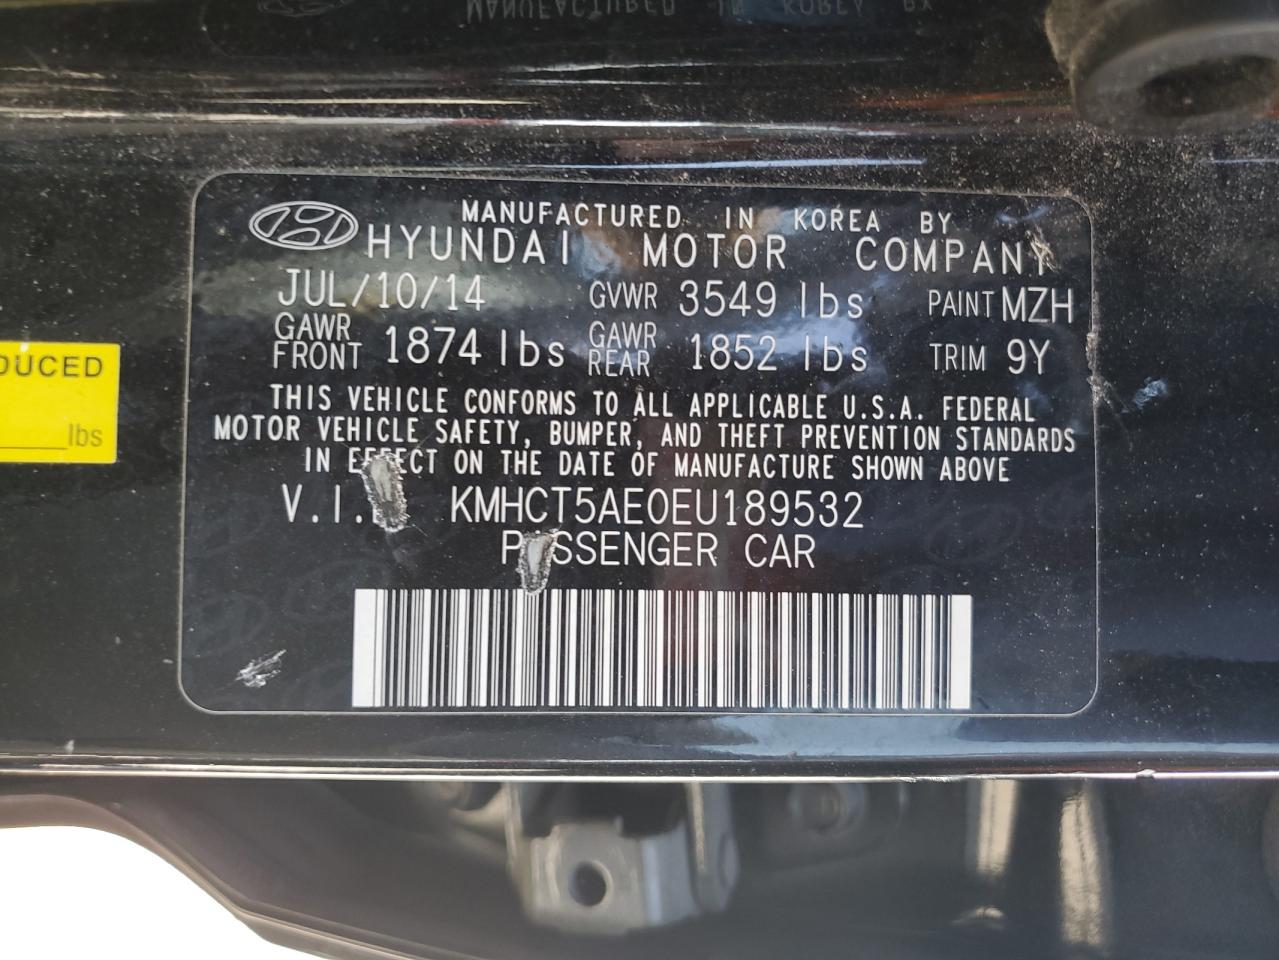 MANUFACTURED IN KOREA BY
HYUNDAI MOTOR COMPANY
JUL/10/14 GVWR 3549 lbs PAINT MZH
GAWR FRONT 1874 lbs GAWR REAR 1852 lbs TRIM 9Y
THIS VEHICLE CONFORMS TO ALL APPLICABLE U.S.A. FEDERAL
MOTOR VEHICLE SAFETY, BUMPER, AND THEFT PREVENTION STANDARDS
IN EFFECT ON THE DATE OF MANUFACTURE SHOWN ABOVE
V.I. KMHCT5AE0EU189532
PASSENGER CAR
DUCED
lbs